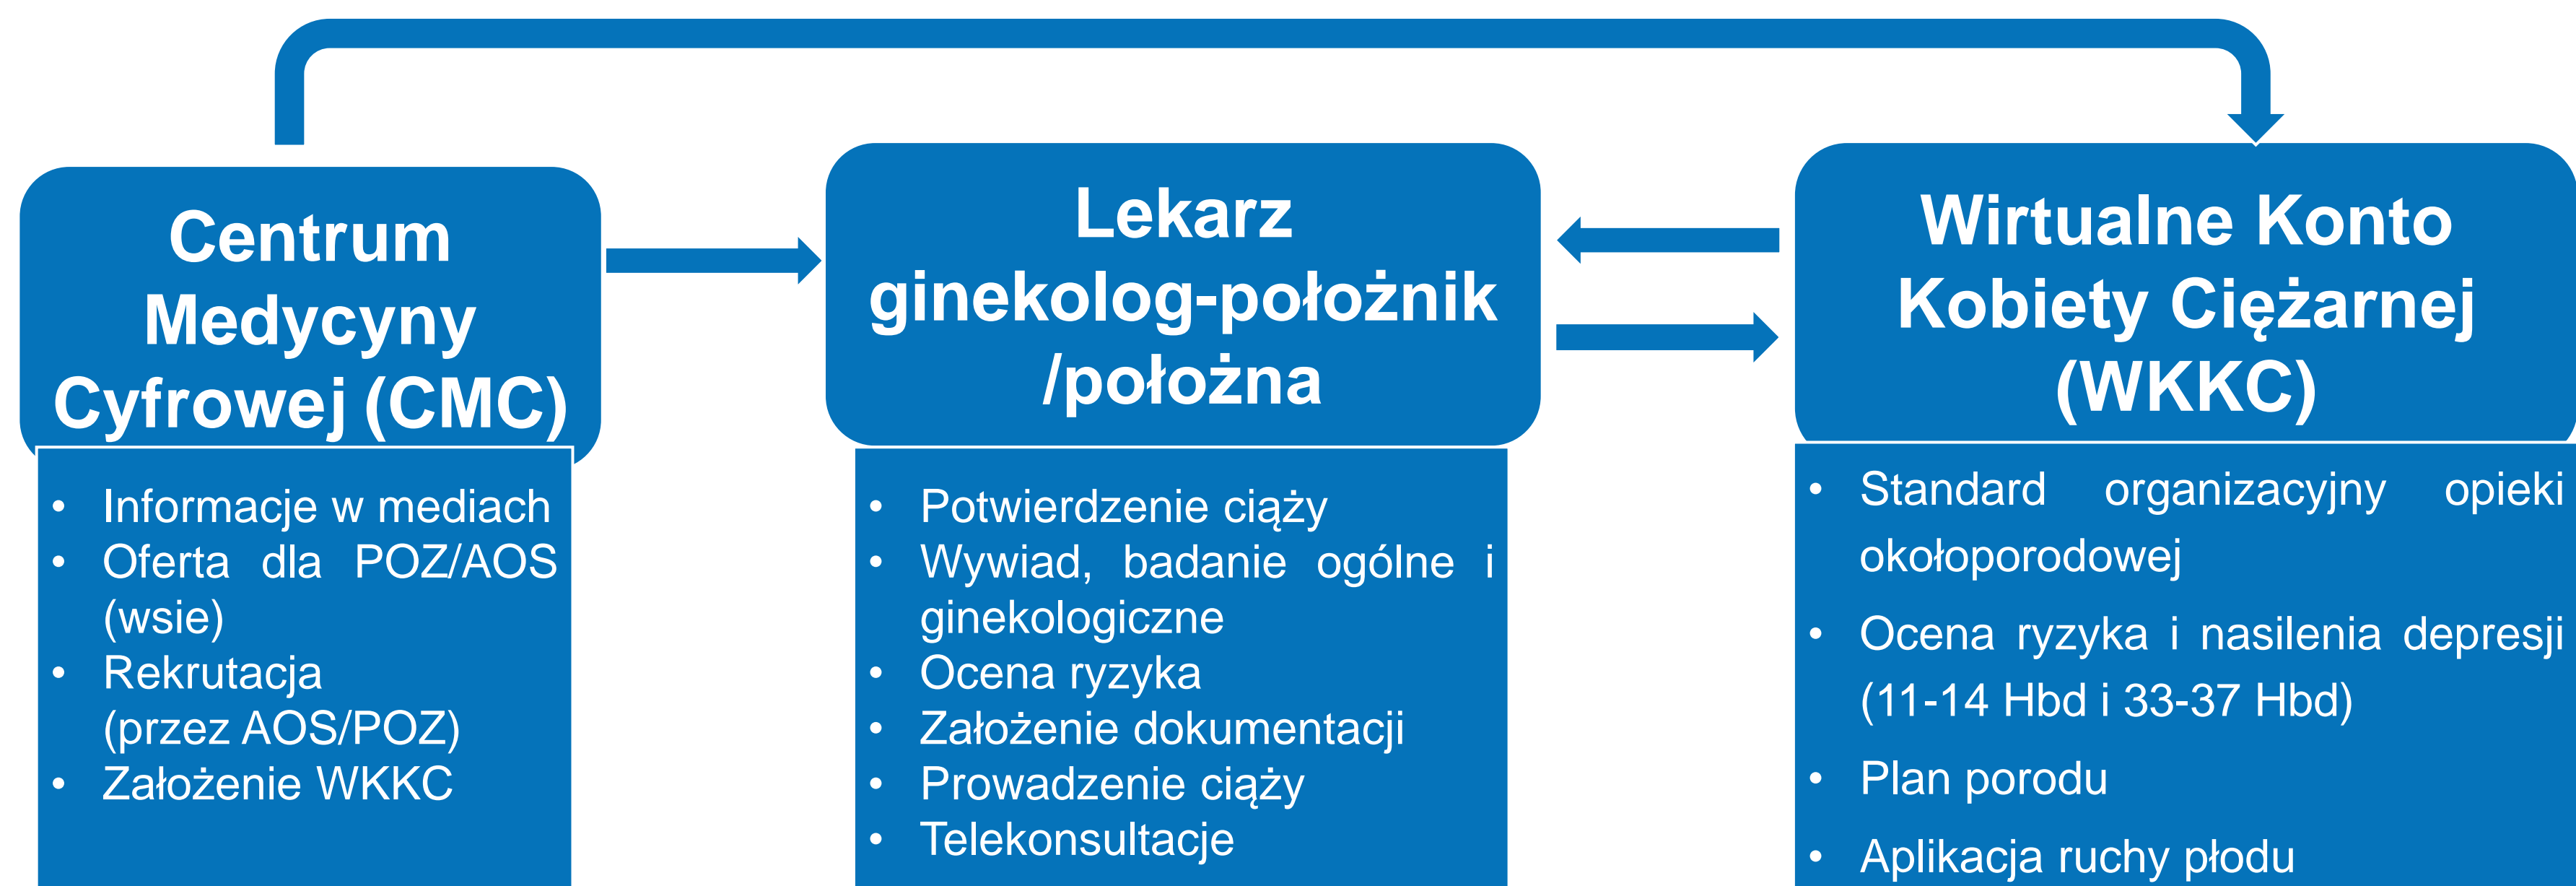 Centrum
Medycyny
Cyfrowej (CMC)
• Informacje w mediach
• Oferta dla POZ/AOS
(wsie)
• Rekrutacja
(przez AOS/POZ)
• Założenie WKKC
Lekarz
ginekolog-położnik
/położna
• Potwierdzenie ciąży
• Wywiad, badanie ogólne i
ginekologiczne
• Ocena ryzyka
• Założenie dokumentacji
• Prowadzenie ciąży
• Telekonsultacje
Wirtualne Konto
Kobiety Ciężarnej
(WKKC)
• Standard organizacyjny opieki
okołoporodowej
• Ocena ryzyka i nasilenia depresji
(11-14 Hbd i 33-37 Hbd)
• Plan porodu
• Aplikacja ruchy płodu